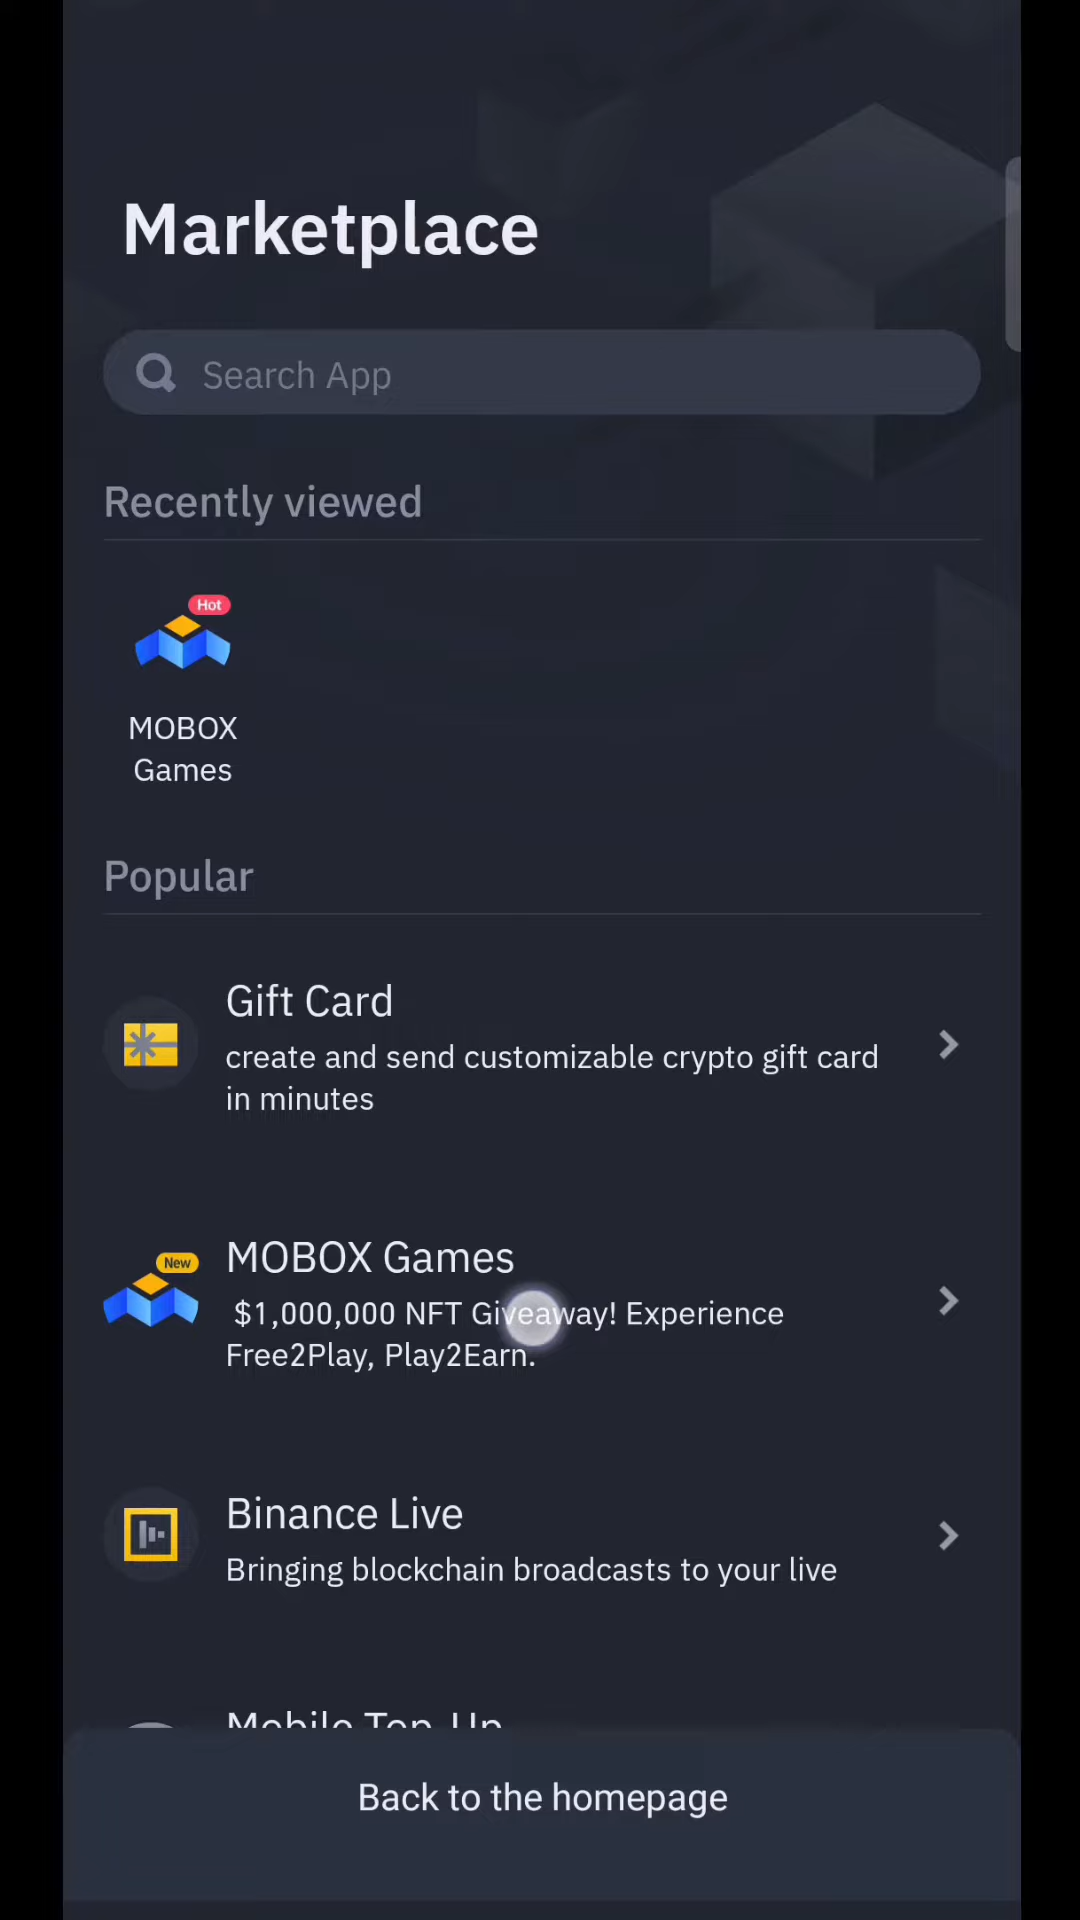 Marketplace
Search App
Recently viewed
Hot
MOBOX
Games
Popular
Gift Card
create and send customizable crypto gift card
in minutes
New
MOBOX Games
$1,000,000 NFT Giveaway! Experience
Free2Play, Play2Earn.
Binance Live
Bringing blockchain broadcasts to your live
Mobile Top-Up
Back to the homepage